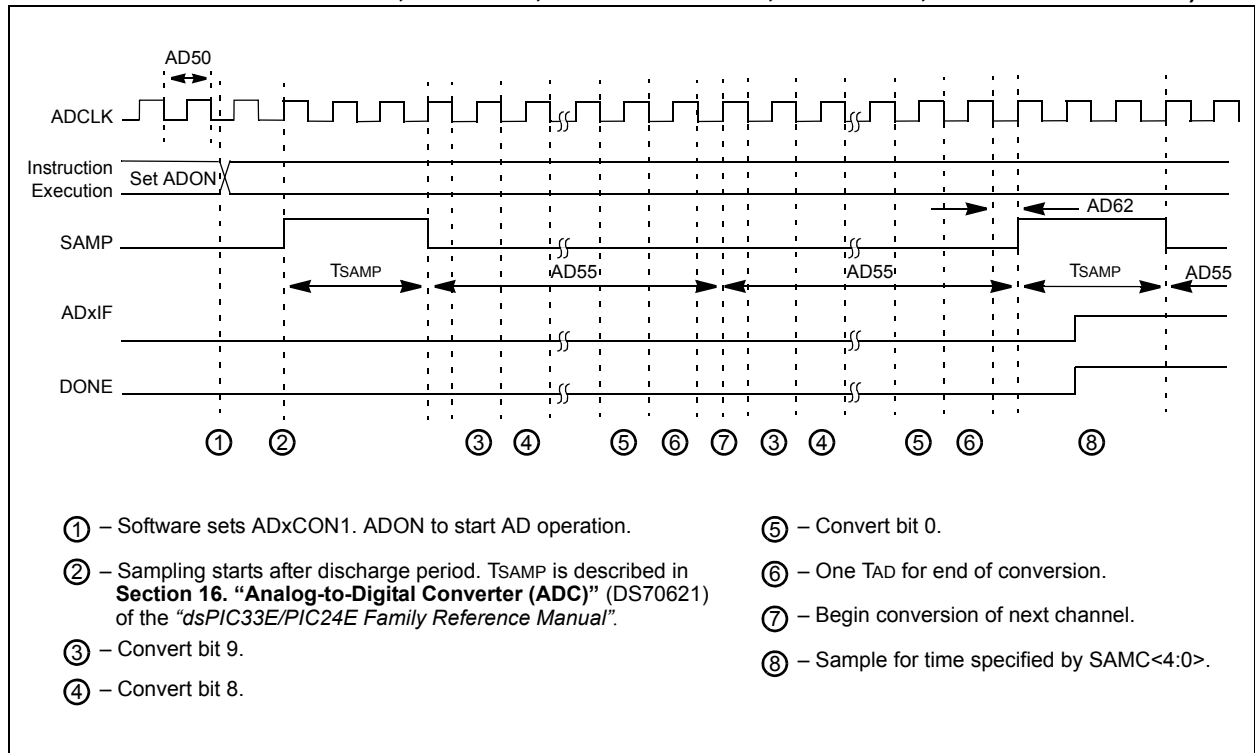 AD50
ADCLK
Instruction
Execution
Set ADON
AD62
SAMP
TSAMP
AD55
AD55
TSAMP
AD55
ADxIF
DONE
1 2 3 4 5 6 7 3 4 5 6 8
1 – Software sets ADxCON1. ADON to start AD operation.
2 – Sampling starts after discharge period. TSAMP is described in
Section 16. “Analog-to-Digital Converter (ADC)” (DS70621)
of the “dsPIC33E/PIC24E Family Reference Manual”.
3 – Convert bit 9.
4 – Convert bit 8.
5 – Convert bit 0.
6 – One TAD for end of conversion.
7 – Begin conversion of next channel.
8 – Sample for time specified by SAMC<4:0>.